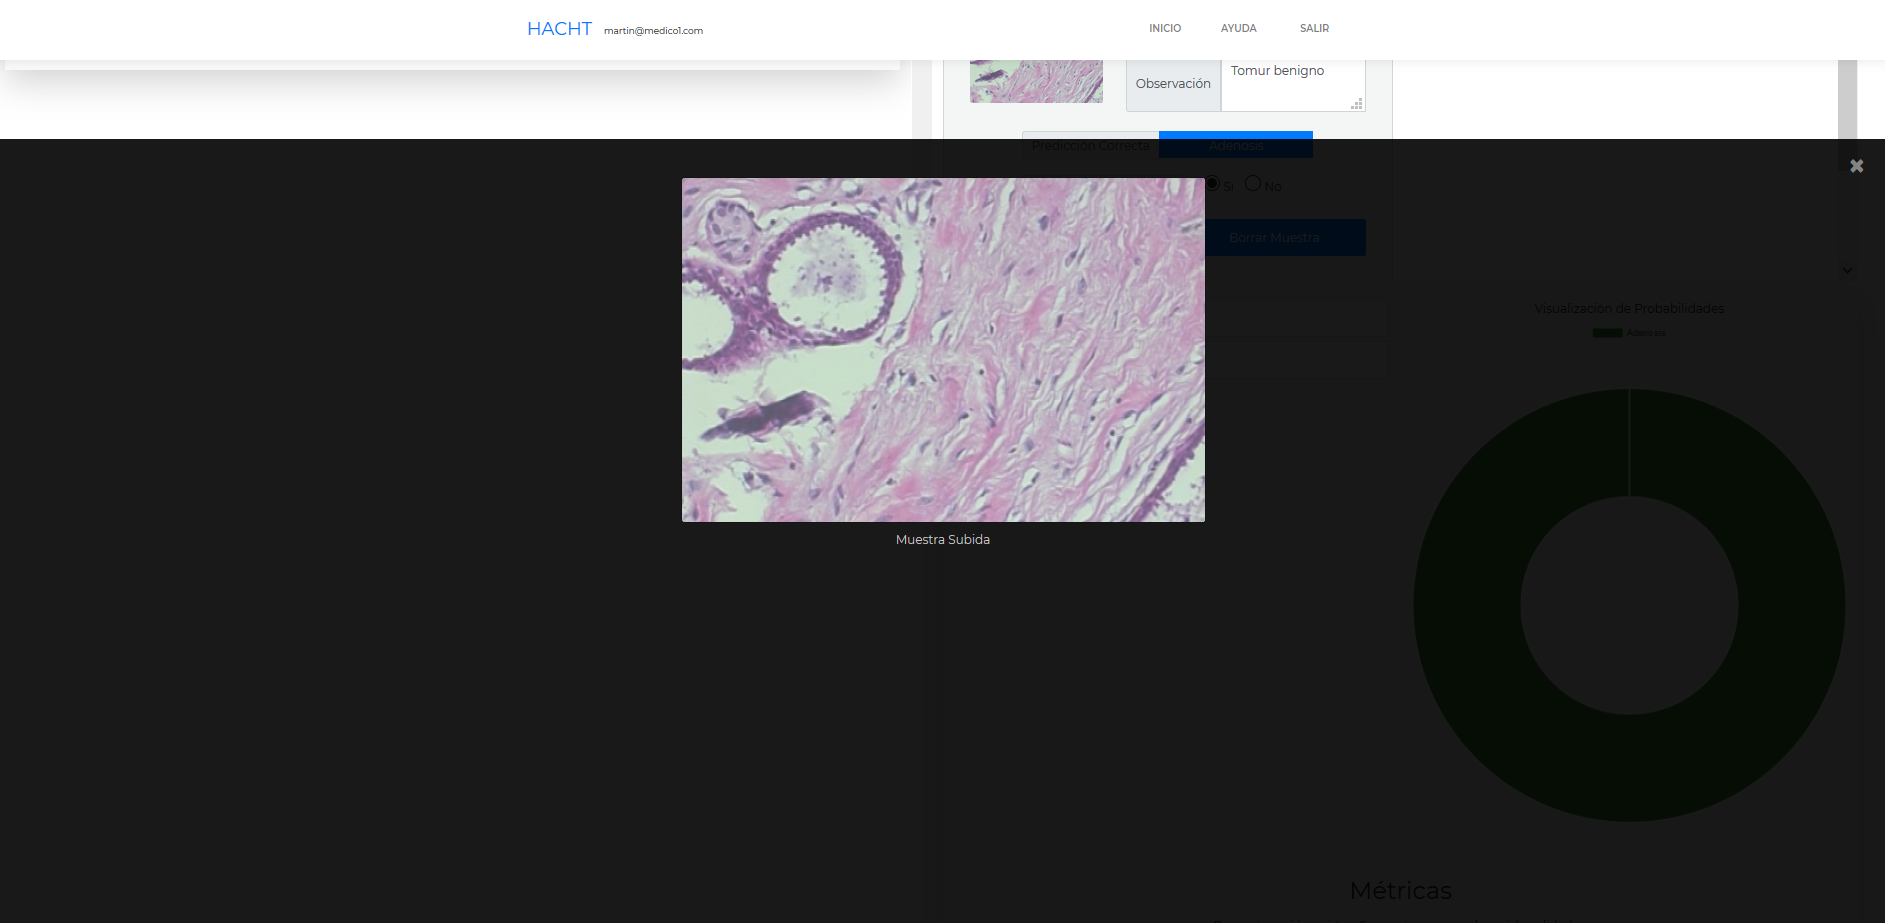 HACHT martin@medico1.com INICIO AYUDA SALIR
Observación
Tomur benigno
Predicción Correcta Adenosis
Si No
Borrar Muestra
Visualización de Probabilidades
Adenosis
Muestra Subida
Métricas